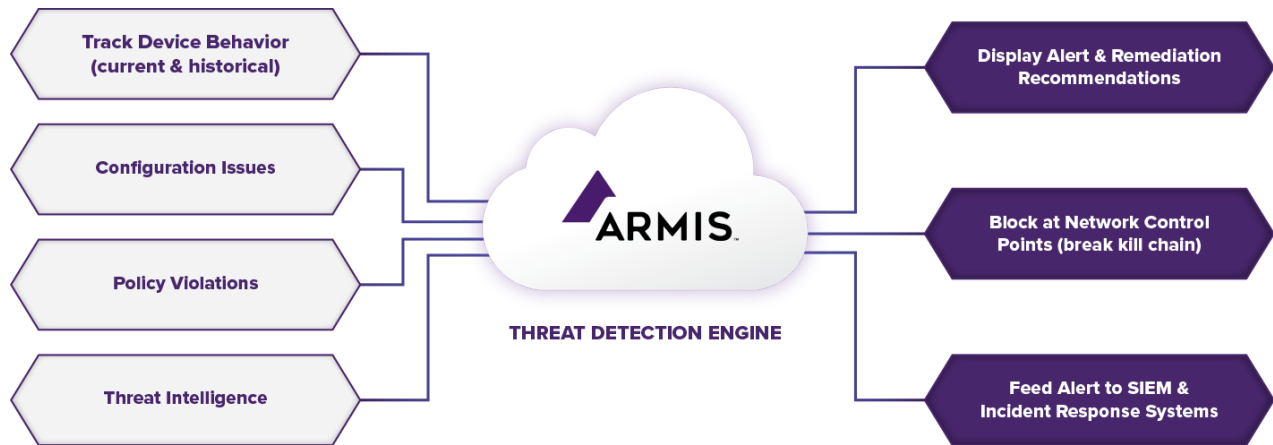 Track Device Behavior
(current & historical)
Configuration Issues
Policy Violations
Threat Intelligence
ARMIS™
THREAT DETECTION ENGINE
Display Alert & Remediation
Recommendations
Block at Network Control
Points (break kill chain)
Feed Alert to SIEM &
Incident Response Systems